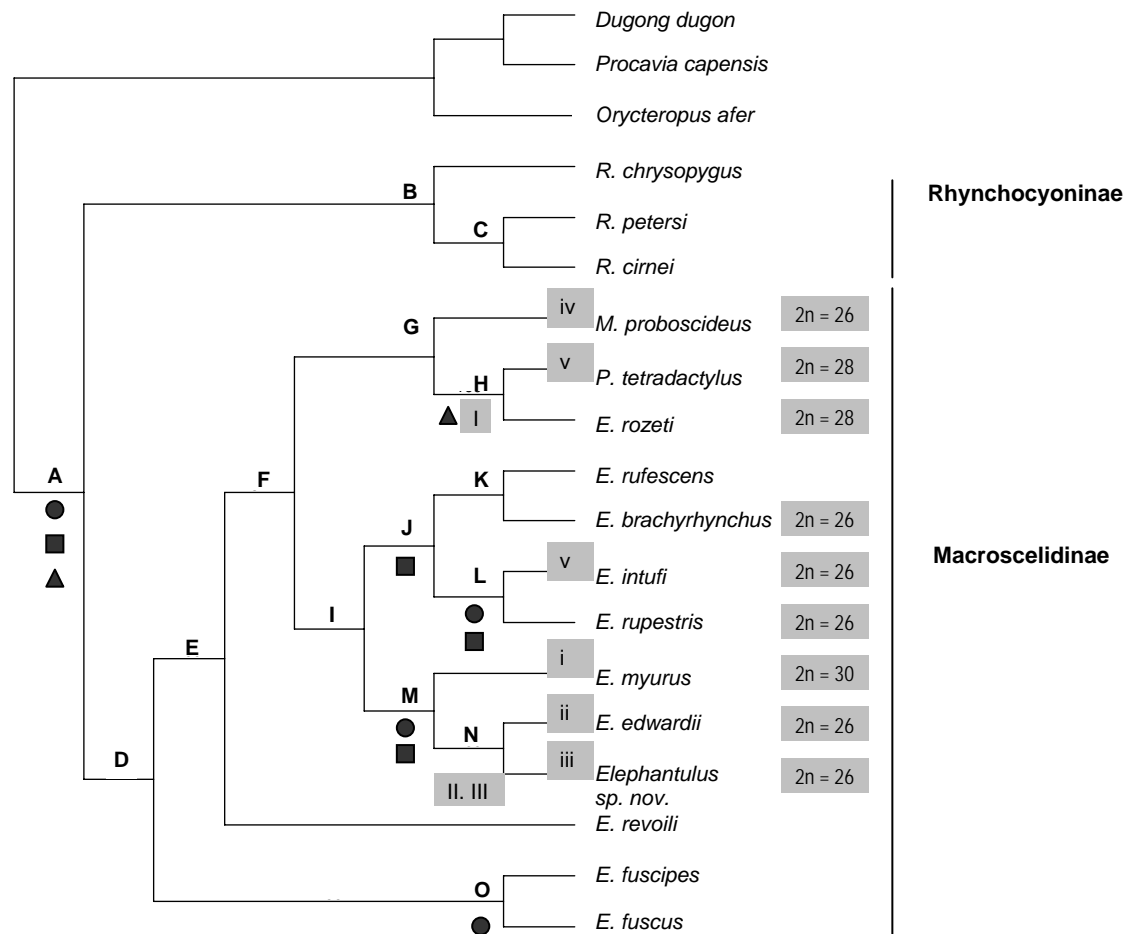 Dugong dugon
Procavia capensis
Orycteropus afer
R. chrysopygus
B
Rhynchocyoninae
R. petersi
C
R. cirnei
iv
M. proboscideus
2n = 26
G
v
P. tetradactylus
2n = 28
H
I
E. rozeti
2n = 28
A
F
K
E. rufescens
E. brachyrhynchus
2n = 26
J
Macroscelidinae
v
L
E. intufi
2n = 26
I
E. rupestris
2n = 26
E
i
E. myurus
2n = 30
M
ii
E. edwardii
2n = 26
N
D
iii
Elephantulus
sp. nov.
2n = 26
II. III
E. revoili
E. fuscipes
O
E. fuscus